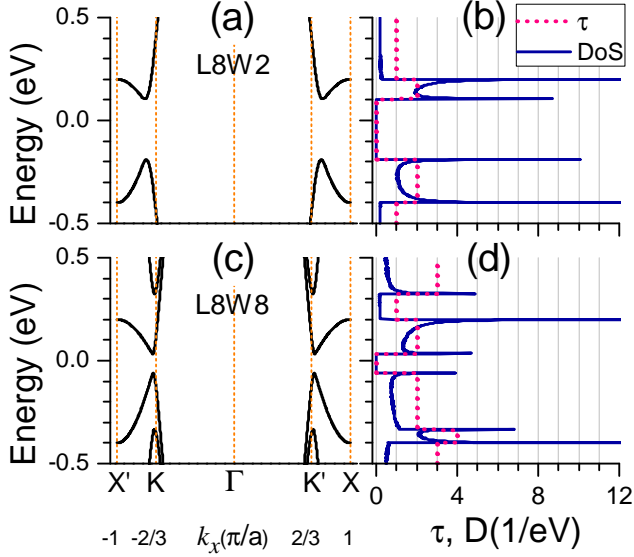 (a)
(b)
τ
DoS
L8W2
Energy (eV)
0.5
0.0
-0.5
(c)
(d)
L8W8
Energy (eV)
0.5
0.0
-0.5
X' K Γ K' X
0 4 8 12
-1 -2/3 kₓ(π/a) 2/3 1
τ, D(1/eV)